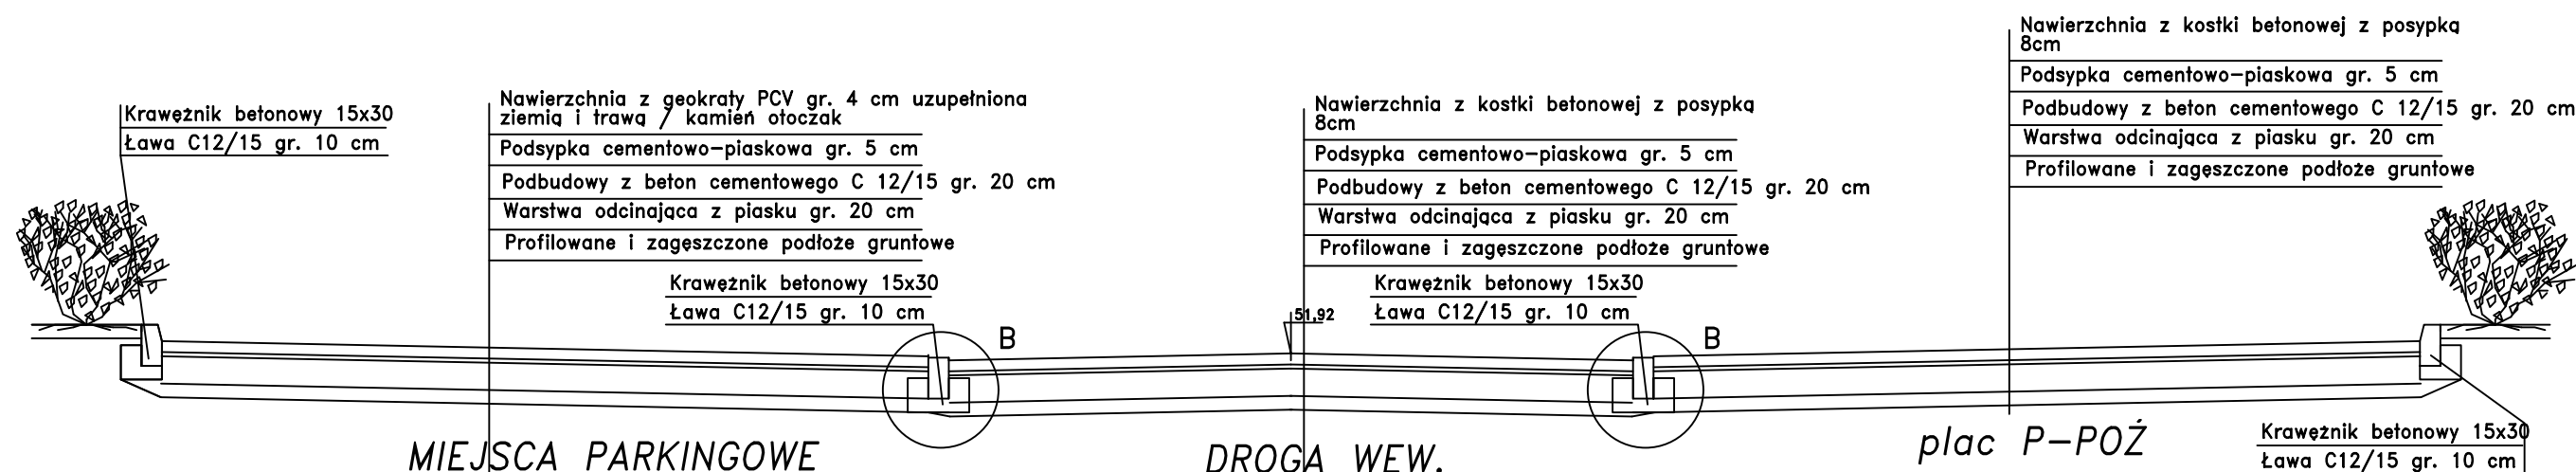 Krawężnik betonowy 15x30
Ława C12/15 gr. 10 cm
Nawierzchnia z geokraty PCV gr. 4 cm uzupełniona
ziemią i trawą / kamień otoczak
Podsypka cementowo-piaskowa gr. 5 cm
Podbudowy z beton cementowego C 12/15 gr. 20 cm
Warstwa odcinająca z piasku gr. 20 cm
Profilowane i zagęszczone podłoże gruntowe
Krawężnik betonowy 15x30
Ława C12/15 gr. 10 cm
B
MIEJSCA PARKINGOWE
Nawierzchnia z kostki betonowej z posypką
8cm
Podsypka cementowo-piaskowa gr. 5 cm
Podbudowy z beton cementowego C 12/15 gr. 20 cm
Warstwa odcinająca z piasku gr. 20 cm
Profilowane i zagęszczone podłoże gruntowe
Krawężnik betonowy 15x30
Ława C12/15 gr. 10 cm
51,92
B
DROGA WEW.
Nawierzchnia z kostki betonowej z posypką
8cm
Podsypka cementowo-piaskowa gr. 5 cm
Podbudowy z beton cementowego C 12/15 gr. 20 cm
Warstwa odcinająca z piasku gr. 20 cm
Profilowane i zagęszczone podłoże gruntowe
plac P-POŻ
Krawężnik betonowy 15x30
Ława C12/15 gr. 10 cm